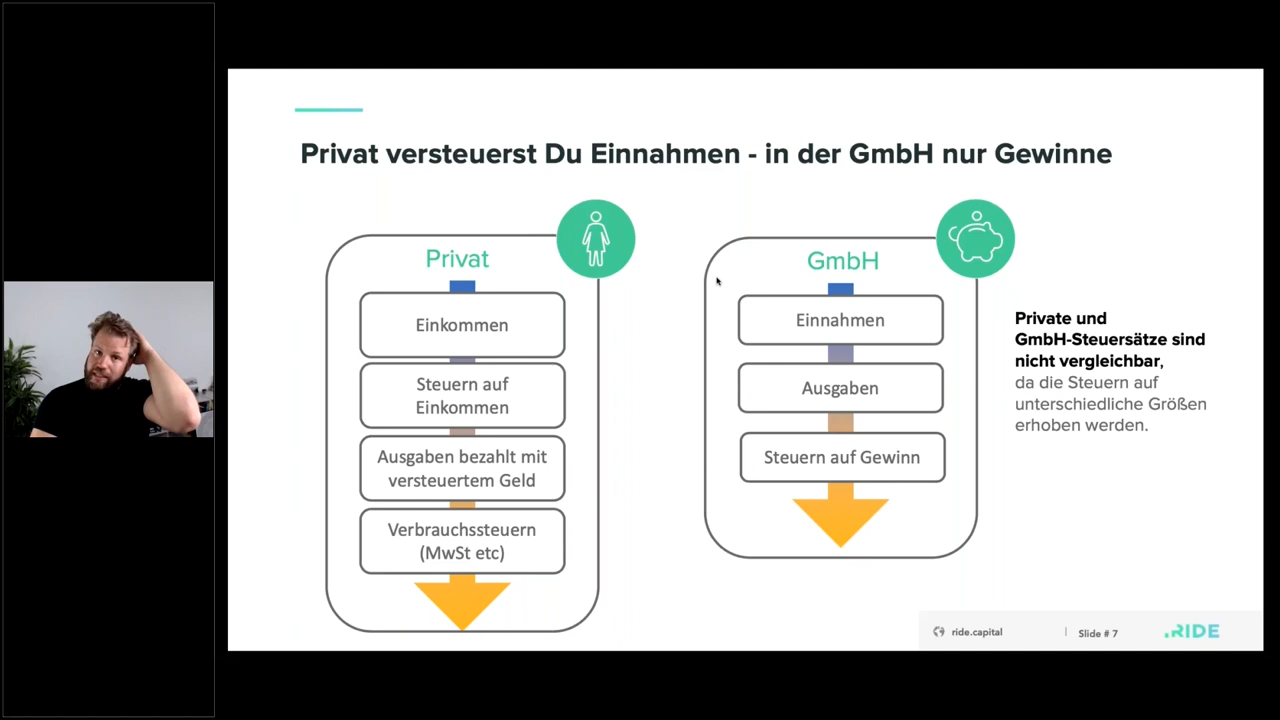 Privat versteuerst Du Einnahmen - in der GmbH nur Gewinne
Privat
Einkommen
Steuern auf
Einkommen
Ausgaben bezahlt mit
versteuertem Geld
Verbrauchssteuern
(MwSt etc)
GmbH
Einnahmen
Ausgaben
Steuern auf Gewinn
Private und
GmbH-Steuersätze sind
nicht vergleichbar,
da die Steuern auf
unterschiedliche Größen
erhoben werden.
ride.capital | Slide # 7 .RIDE